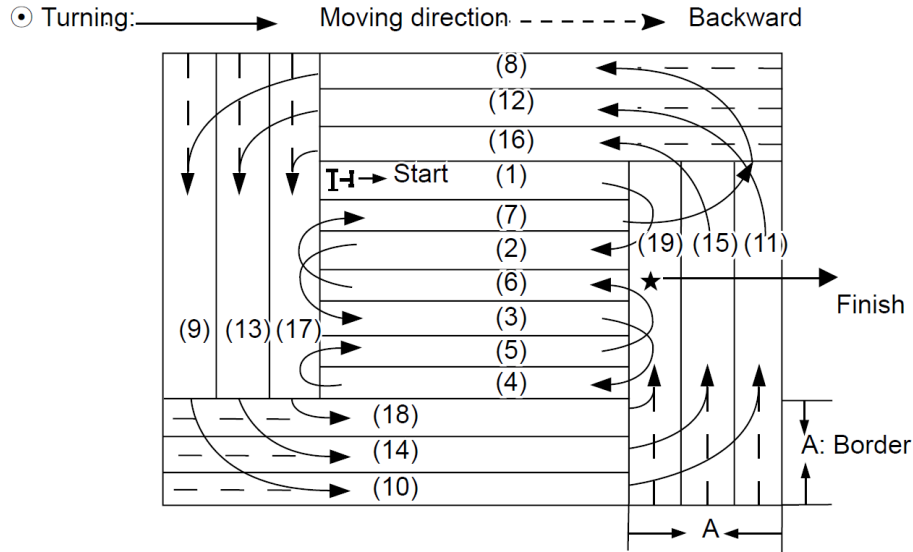 ⊙ Turning: Moving direction Backward
(8)
(12)
(16)
Start (1)
(7)
(2) (19) (15) (11)
(6)
Finish
(3)
(9) (13) (17)
(5)
(4)
(18)
(14) A: Border
(10)
A